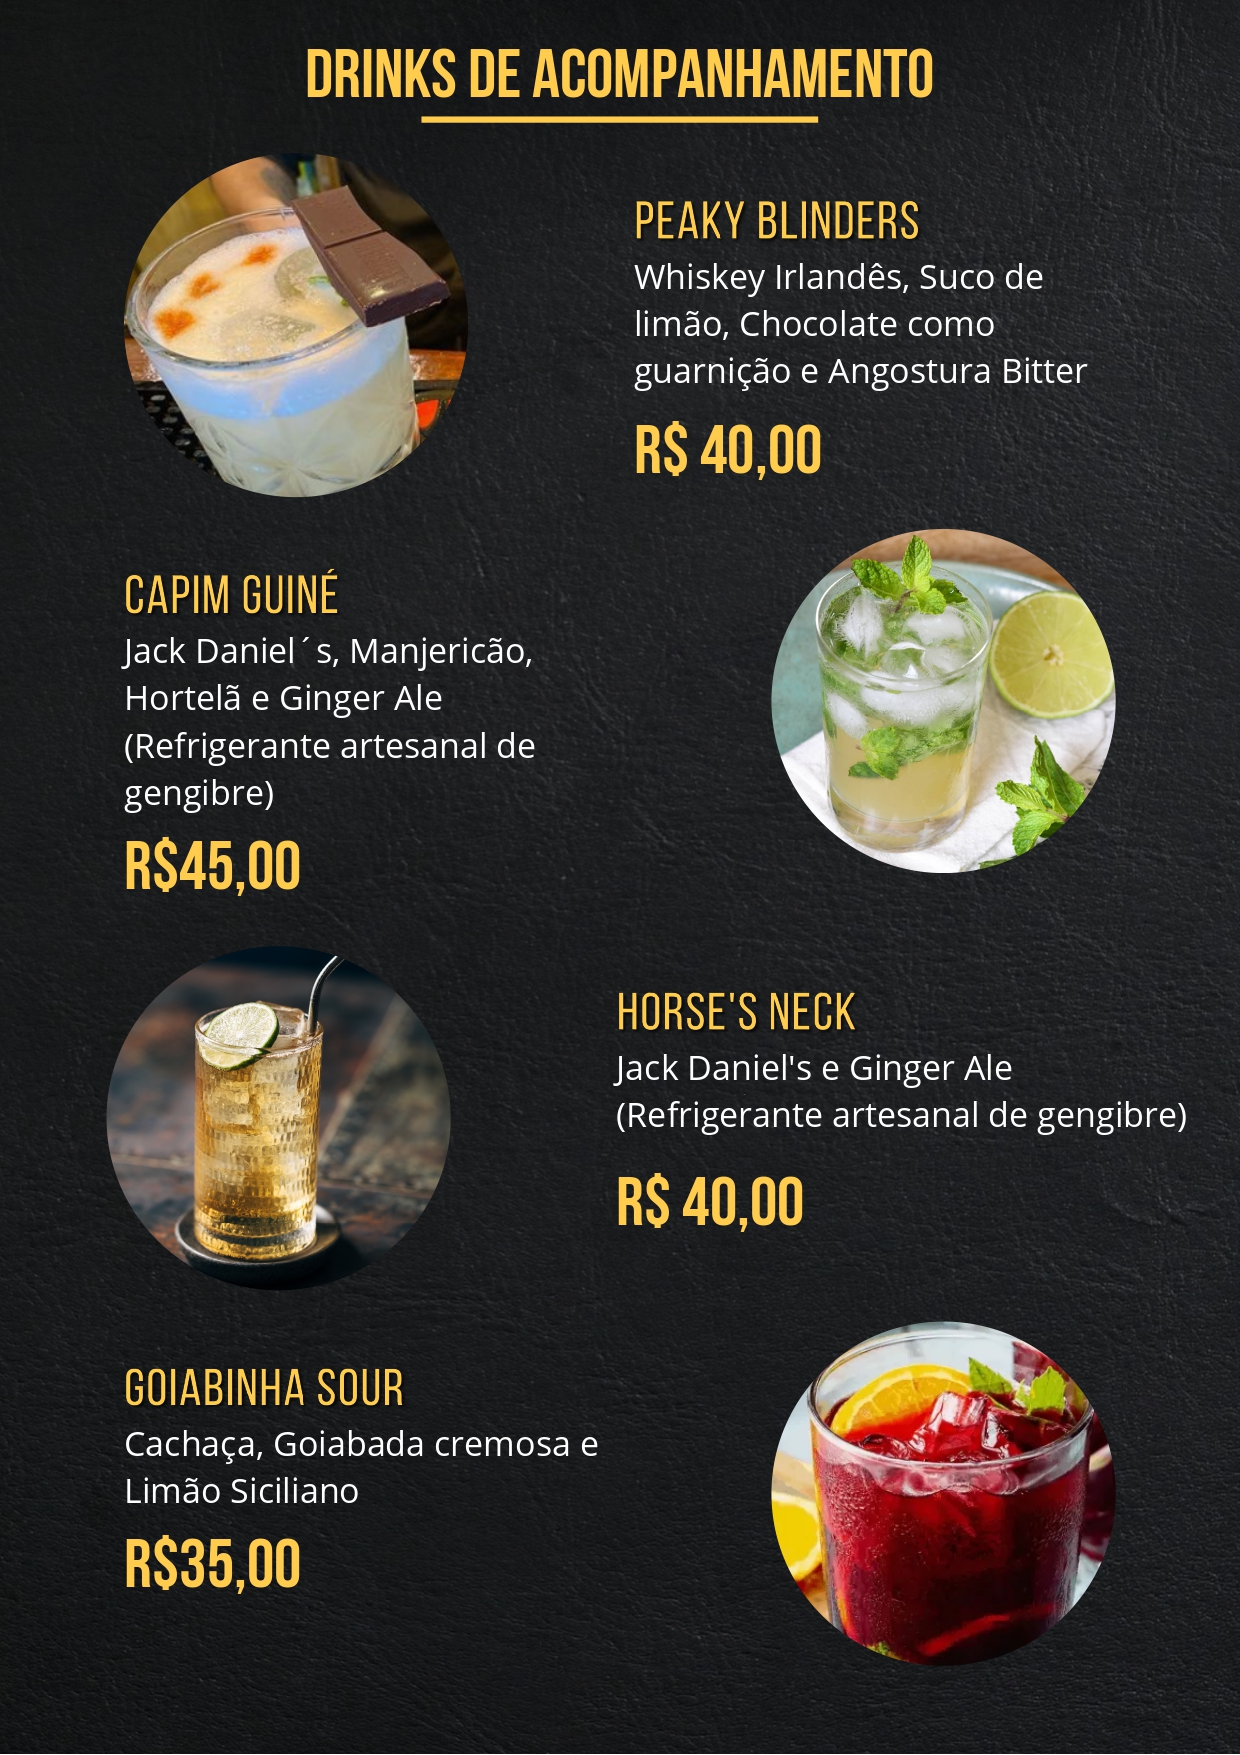 DRINKS DE ACOMPANHAMENTO
PEAKY BLINDERS
Whiskey Irlandês, Suco de
limão, Chocolate como
guarnição e Angostura Bitter
R$ 40,00
CAPIM GUINÉ
Jack Daniel´s, Manjericão,
Hortelã e Ginger Ale
(Refrigerante artesanal de
gengibre)
R$45,00
HORSE'S NECK
Jack Daniel's e Ginger Ale
(Refrigerante artesanal de gengibre)
R$ 40,00
GOIABINHA SOUR
Cachaça, Goiabada cremosa e
Limão Siciliano
R$35,00